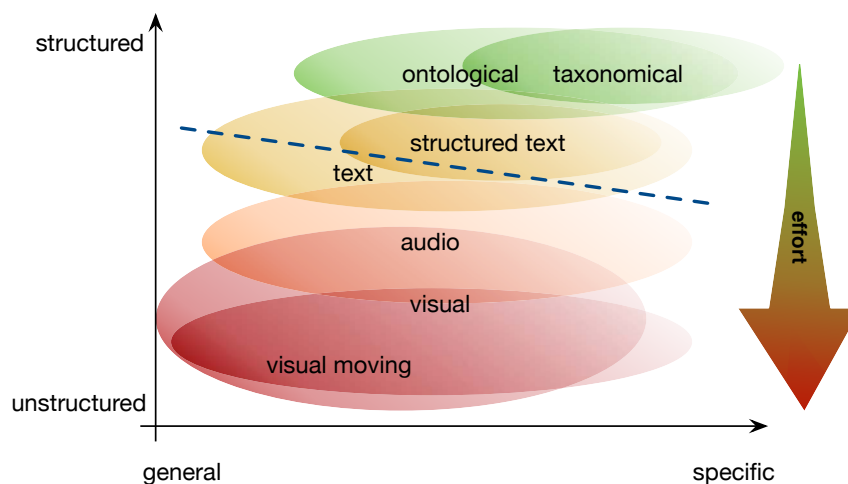 structured
ontological
taxonomical
structured text
text
audio
effort
visual
visual moving
unstructured
general
specific